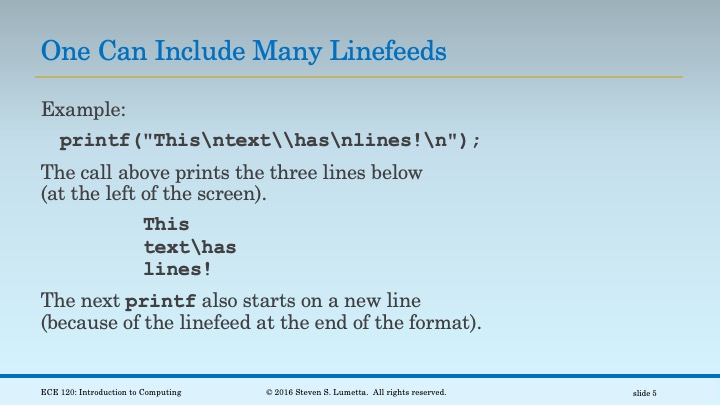 One Can Include Many Linefeeds
Example:
printf("This\ntext\\has\nlines!\n");
The call above prints the three lines below
(at the left of the screen).
This
text\has
lines!
The next printf also starts on a new line
(because of the linefeed at the end of the format).
ECE 120: Introduction to Computing
© 2016 Steven S. Lumetta. All rights reserved.
slide 5